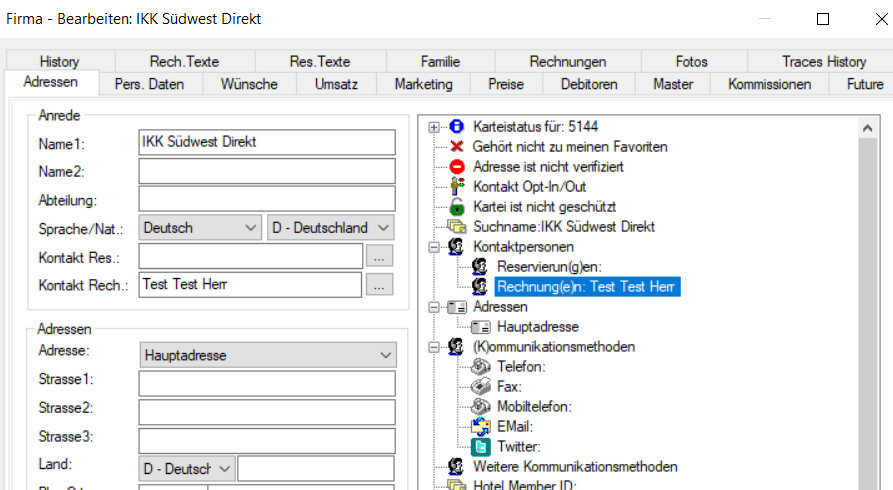 Firma - Bearbeiten: IKK Südwest Direkt
History Rech.Texte Res.Texte Familie Rechnungen Fotos Traces History
Adressen Pers. Daten Wünsche Umsatz Marketing Preise Debitoren Master Kommissionen Future
Anrede
Name1: IKK Südwest Direkt
Name2:
Abteilung:
Sprache/Nat.: Deutsch D - Deutschland
Kontakt Res.: ...
Kontakt Rech.: Test Test Herr ...
Adressen
Adresse: Hauptadresse
Strasse1:
Strasse2:
Strasse3:
Land: D - Deutsch
Karteistatus für: 5144
Gehört nicht zu meinen Favoriten
Adresse ist nicht verifiziert
Kontakt Opt-In/Out
Kartei ist nicht geschützt
Suchname:IKK Südwest Direkt
Kontaktpersonen
Reservierun(g)en:
Rechnung(e)n: Test Test Herr
Adressen
Hauptadresse
(K)ommunikationsmethoden
Telefon:
Fax:
Mobiltelefon:
EMail:
Twitter:
Weitere Kommunikationsmethoden
Hotel Member ID: